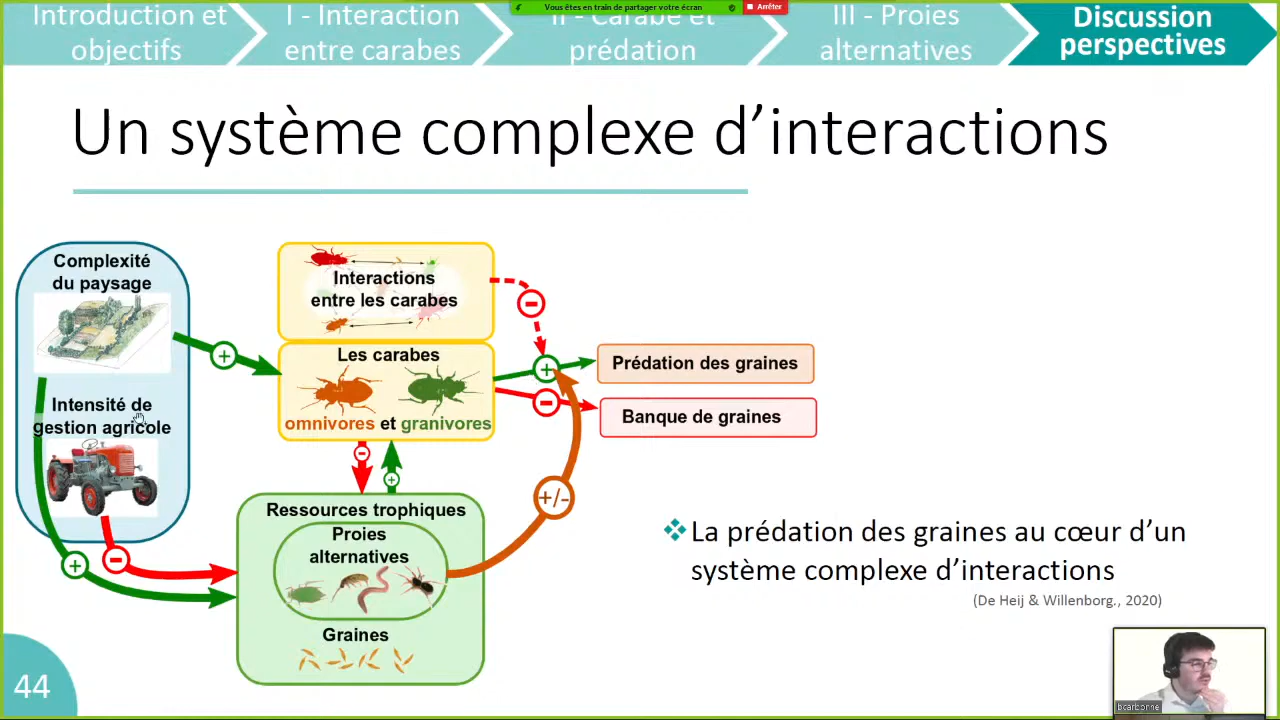 Introduction et
objectifs
I - Interaction
entre carabes
II - Carabe et
prédation
III - Proies
alternatives
Discussion
perspectives
Vous êtes en train de partager votre écran
Arrêter
Un système complexe d'interactions
Complexité
du paysage
Intensité de
gestion agricole
Interactions
entre les carabes
Les carabes
omnivores et granivores
+
-
+
-
Prédation des graines
Banque de graines
-
+
Ressources trophiques
Proies
alternatives
Graines
+/-
+
-
❖La prédation des graines au cœur d'un
système complexe d'interactions
(De Heij & Willenborg., 2020)
44
bcarbonne